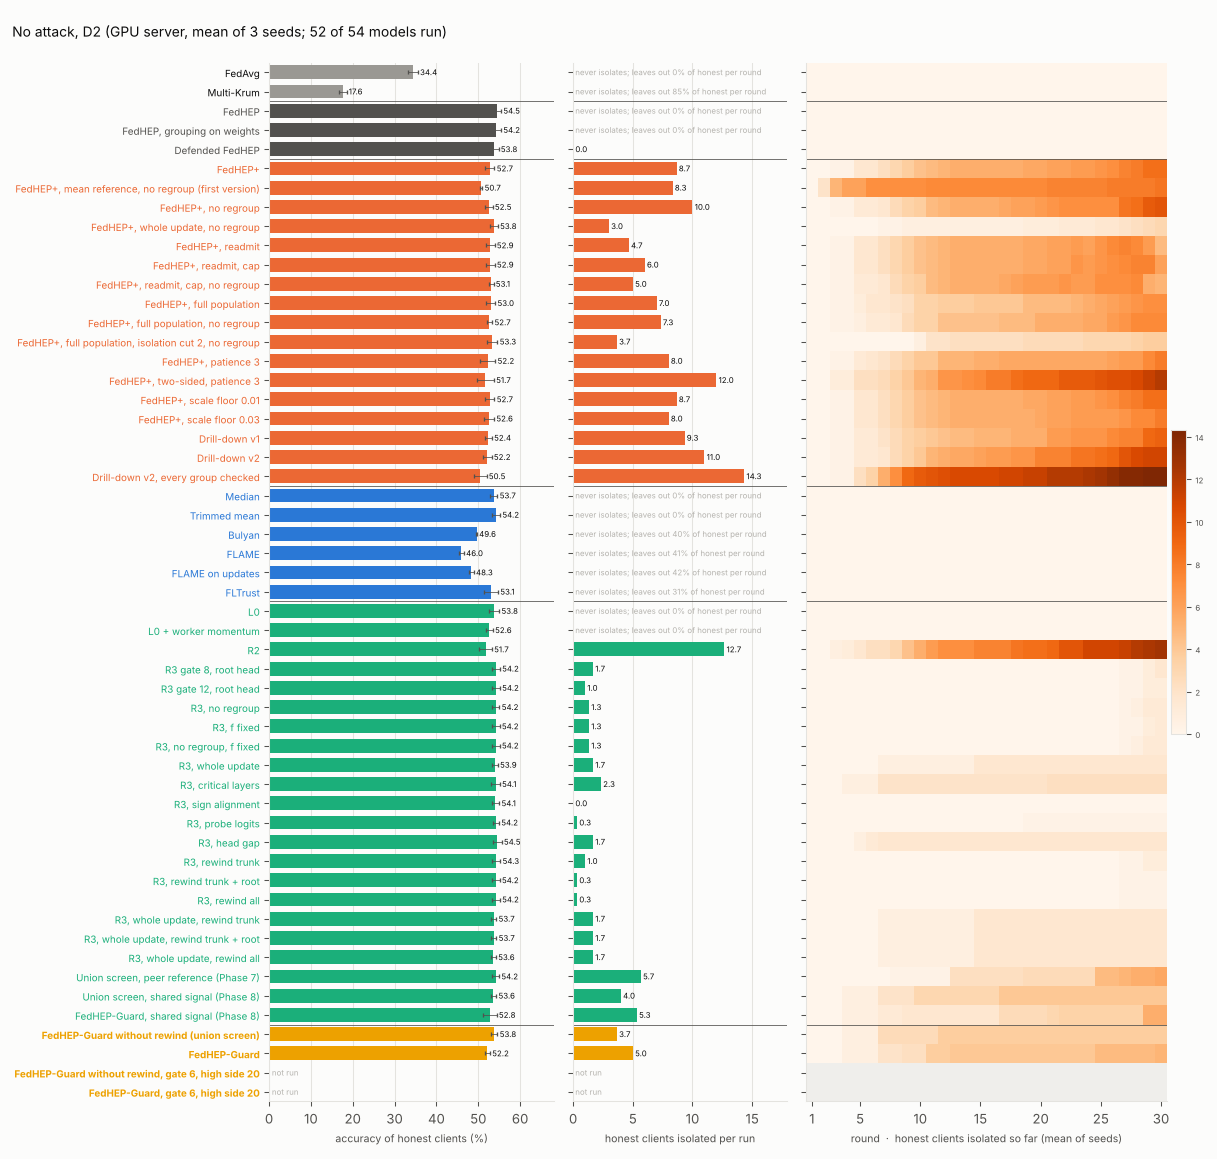 No attack, D2 (GPU server, mean of 3 seeds; 52 of 54 models run)
FedAvg 34.4 never isolates; leaves out 0% of honest per round
Multi-Krum 17.6 never isolates; leaves out 85% of honest per round
FedHEP 54.5 never isolates; leaves out 0% of honest per round
FedHEP, grouping on weights 54.2 never isolates; leaves out 0% of honest per round
Defended FedHEP 53.8 0.0
FedHEP+ 52.7 8.7
FedHEP+, mean reference, no regroup (first version) 50.7 8.3
FedHEP+, no regroup 52.5 10.0
FedHEP+, whole update, no regroup 53.8 3.0
FedHEP+, readmit 52.9 4.7
FedHEP+, readmit, cap 52.9 6.0
FedHEP+, readmit, cap, no regroup 53.1 5.0
FedHEP+, full population 53.0 7.0
FedHEP+, full population, no regroup 52.7 7.3
FedHEP+, full population, isolation cut 2, no regroup 53.3 3.7
FedHEP+, patience 3 52.2 8.0
FedHEP+, two-sided, patience 3 51.7 12.0
FedHEP+, scale floor 0.01 52.7 8.7
FedHEP+, scale floor 0.03 52.6 8.0
Drill-down v1 52.4 9.3
Drill-down v2 52.2 11.0
Drill-down v2, every group checked 50.5 14.3
Median 53.7 never isolates; leaves out 0% of honest per round
Trimmed mean 54.2 never isolates; leaves out 0% of honest per round
Bulyan 49.6 never isolates; leaves out 40% of honest per round
FLAME 46.0 never isolates; leaves out 41% of honest per round
FLAME on updates 48.3 never isolates; leaves out 42% of honest per round
FLTrust 53.1 never isolates; leaves out 31% of honest per round
L0 53.8 never isolates; leaves out 0% of honest per round
L0 + worker momentum 52.6 never isolates; leaves out 0% of honest per round
R2 51.7 12.7
R3 gate 8, root head 54.2 1.7
R3 gate 12, root head 54.2 1.0
R3, no regroup 54.2 1.3
R3, f fixed 54.2 1.3
R3, no regroup, f fixed 54.2 1.3
R3, whole update 53.9 1.7
R3, critical layers 54.1 2.3
R3, sign alignment 54.1 0.0
R3, probe logits 54.2 0.3
R3, head gap 54.5 1.7
R3, rewind trunk 54.3 1.0
R3, rewind trunk + root 54.2 0.3
R3, rewind all 54.2 0.3
R3, whole update, rewind trunk 53.7 1.7
R3, whole update, rewind trunk + root 53.7 1.7
R3, whole update, rewind all 53.6 1.7
Union screen, peer reference (Phase 7) 54.2 5.7
Union screen, shared signal (Phase 8) 53.6 4.0
FedHEP-Guard, shared signal (Phase 8) 52.8 5.3
FedHEP-Guard without rewind (union screen) 53.8 3.7
FedHEP-Guard 52.2 5.0
FedHEP-Guard without rewind, gate 6, high side 20 not run not run
FedHEP-Guard, gate 6, high side 20 not run not run
0 10 20 30 40 50 60
accuracy of honest clients (%)
0 5 10 15
honest clients isolated per run
1 5 10 15 20 25 30
round · honest clients isolated so far (mean of seeds)
14
12
10
8
6
4
2
0